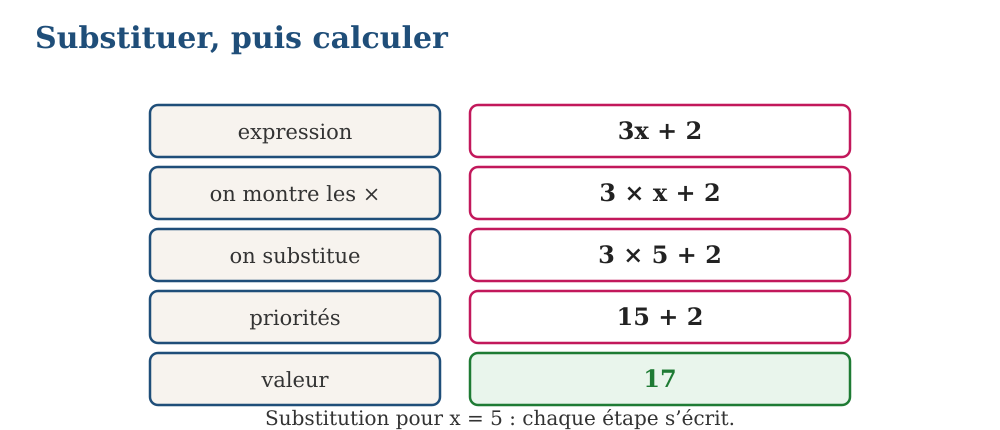 Substituer, puis calculer
expression
3x + 2
on montre les ×
3 × x + 2
on substitue
3 × 5 + 2
priorités
15 + 2
valeur
17
Substitution pour x = 5 : chaque étape s’écrit.